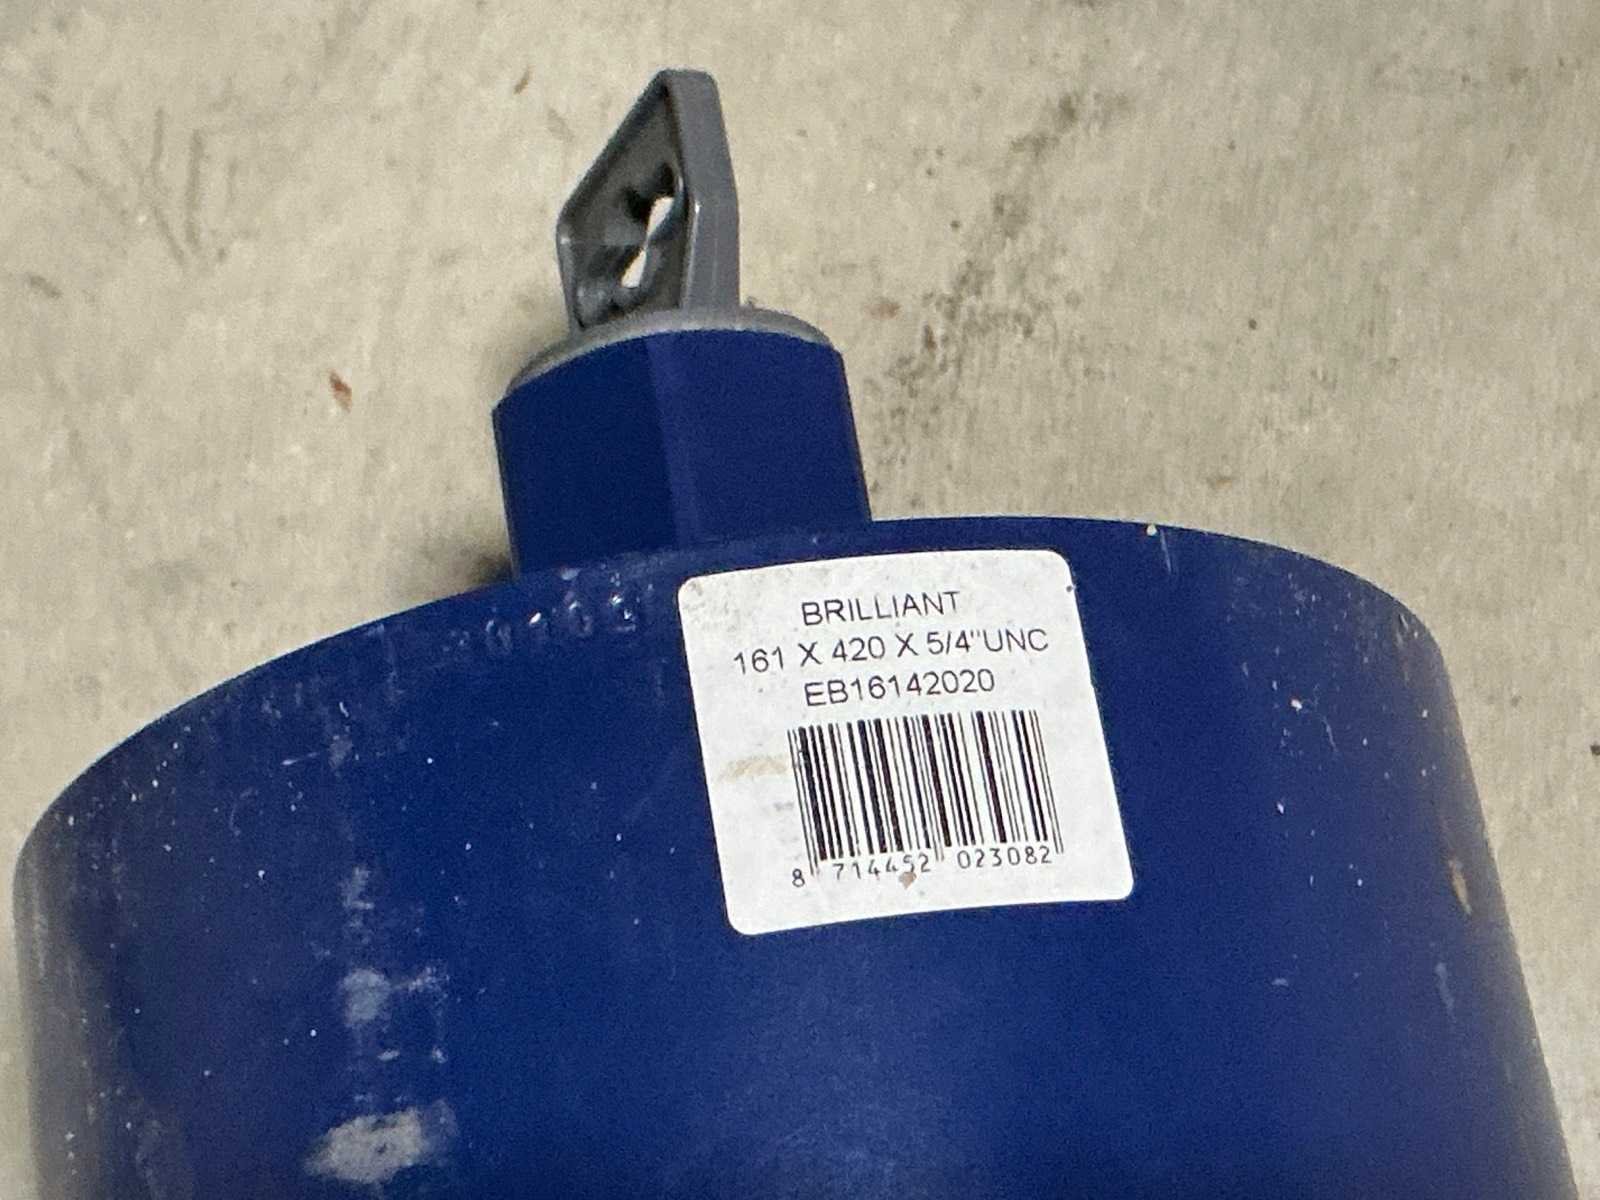 BRILLIANT
161 X 420 X 5/4"UNC
EB16142020
8 714452 023082